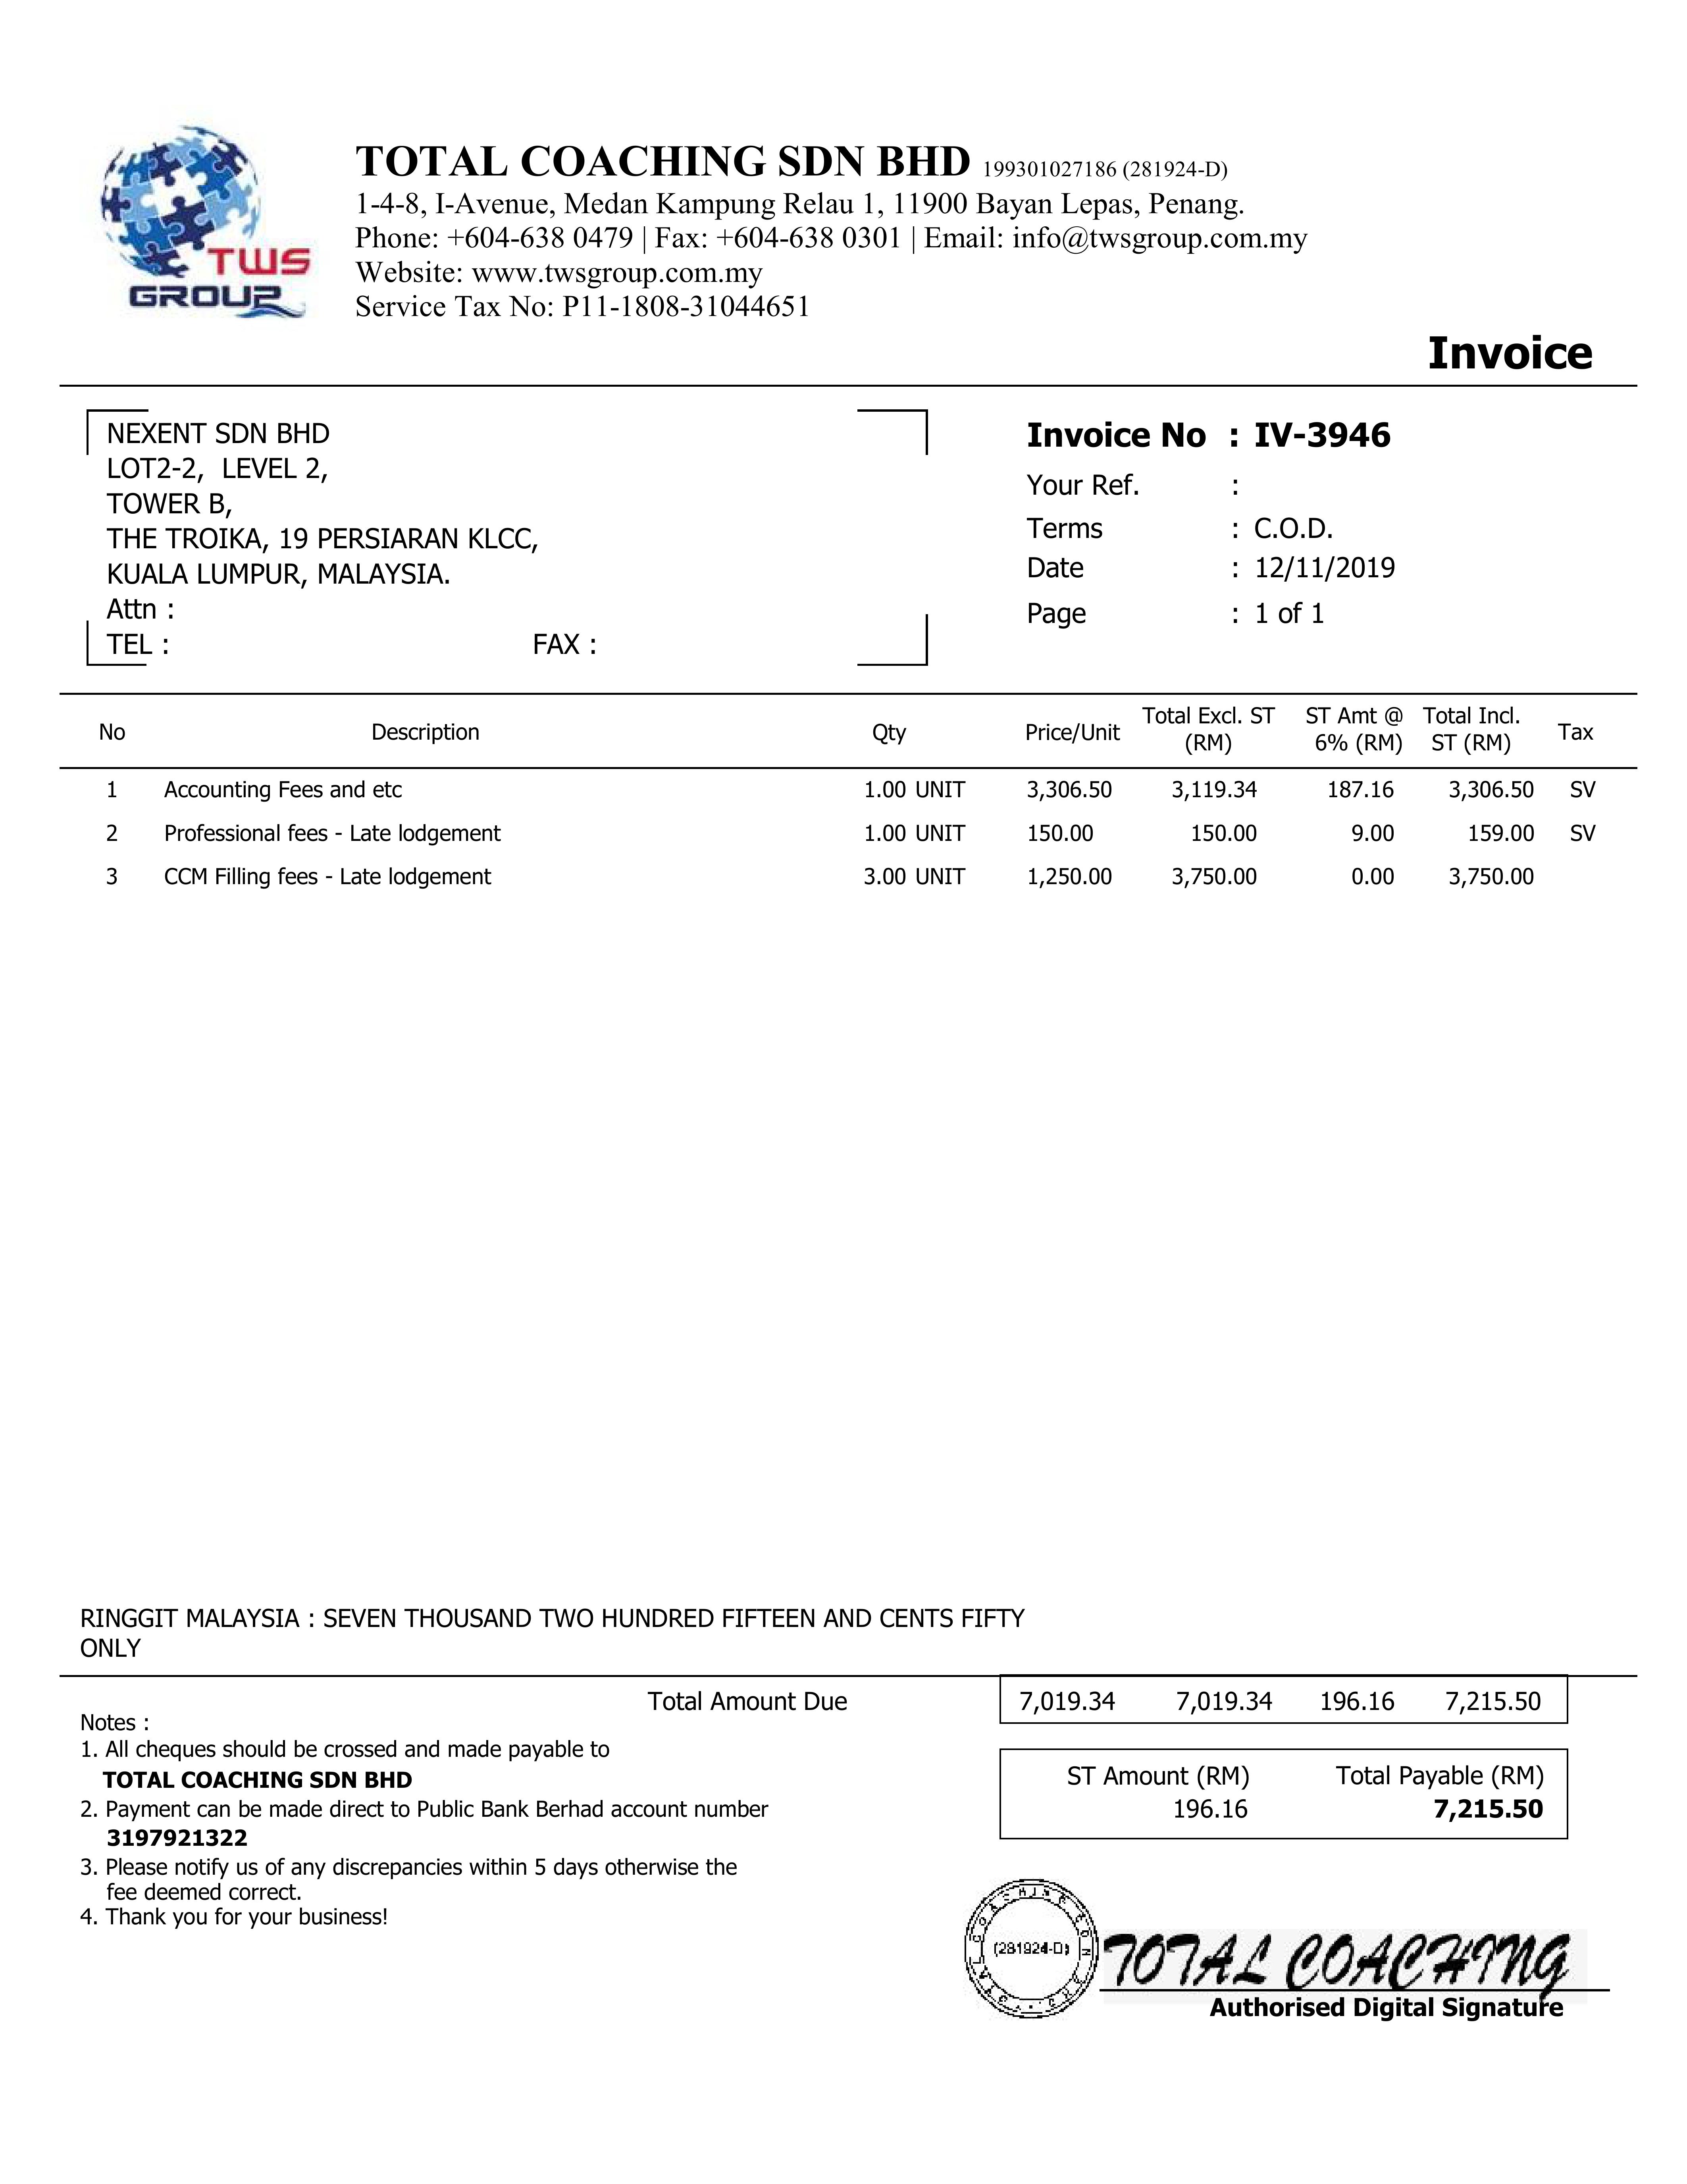 TWS
GROUP
TOTAL COACHING SDN BHD 199301027186 (281924-D)
1-4-8, I-Avenue, Medan Kampung Relau 1, 11900 Bayan Lepas, Penang.
Phone: +604-638 0479 | Fax: +604-638 0301 | Email: info@twsgroup.com.my
Website: www.twsgroup.com.my
Service Tax No: P11-1808-31044651
Invoice
NEXENT SDN BHD
LOT2-2, LEVEL 2,
TOWER B,
THE TROIKA, 19 PERSIARAN KLCC,
KUALA LUMPUR, MALAYSIA.
Attn :
TEL : FAX :
Invoice No : IV-3946
Your Ref. :
Terms : C.O.D.
Date : 12/11/2019
Page : 1 of 1
No Description Qty Price/Unit Total Excl. ST (RM) ST Amt @ 6% (RM) Total Incl. ST (RM) Tax
1 Accounting Fees and etc 1.00 UNIT 3,306.50 3,119.34 187.16 3,306.50 SV
2 Professional fees - Late lodgement 1.00 UNIT 150.00 150.00 9.00 159.00 SV
3 CCM Filling fees - Late lodgement 3.00 UNIT 1,250.00 3,750.00 0.00 3,750.00
RINGGIT MALAYSIA : SEVEN THOUSAND TWO HUNDRED FIFTEEN AND CENTS FIFTY
ONLY
Total Amount Due 7,019.34 7,019.34 196.16 7,215.50
Notes :
1. All cheques should be crossed and made payable to
TOTAL COACHING SDN BHD
2. Payment can be made direct to Public Bank Berhad account number
3197921322
3. Please notify us of any discrepancies within 5 days otherwise the
fee deemed correct.
4. Thank you for your business!
ST Amount (RM) Total Payable (RM)
196.16 7,215.50
(281924-D)
TOTAL COACHING
Authorised Digital Signature